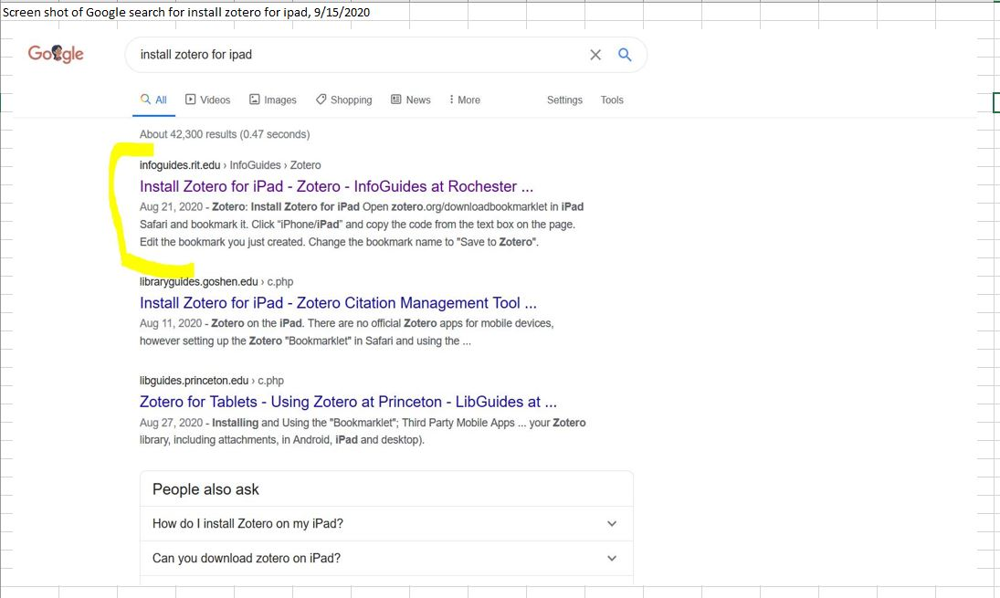 Screen shot of Google search for install zotero for ipad, 9/15/2020
Google
install zotero for ipad
All Videos Images Shopping News More Settings Tools
About 42,300 results (0.47 seconds)
infoguides.rit.edu › InfoGuides › Zotero
Install Zotero for iPad - Zotero - InfoGuides at Rochester ...
Aug 21, 2020 - Zotero: Install Zotero for iPad Open zotero.org/downloadbookmarklet in iPad
Safari and bookmark it. Click “iPhone/iPad” and copy the code from the text box on the page.
Edit the bookmark you just created. Change the bookmark name to "Save to Zotero".
libraryguides.goshen.edu › c.php
Install Zotero for iPad - Zotero Citation Management Tool ...
Aug 11, 2020 - Zotero on the iPad. There are no official Zotero apps for mobile devices,
however setting up the Zotero "Bookmarklet" in Safari and using the ...
libguides.princeton.edu › c.php
Zotero for Tablets - Using Zotero at Princeton - LibGuides at ...
Aug 27, 2020 - Installing and Using the "Bookmarklet"; Third Party Mobile Apps ... your Zotero
library, including attachments, in Android, iPad and desktop).
People also ask
How do I install Zotero on my iPad?
Can you download zotero on iPad?